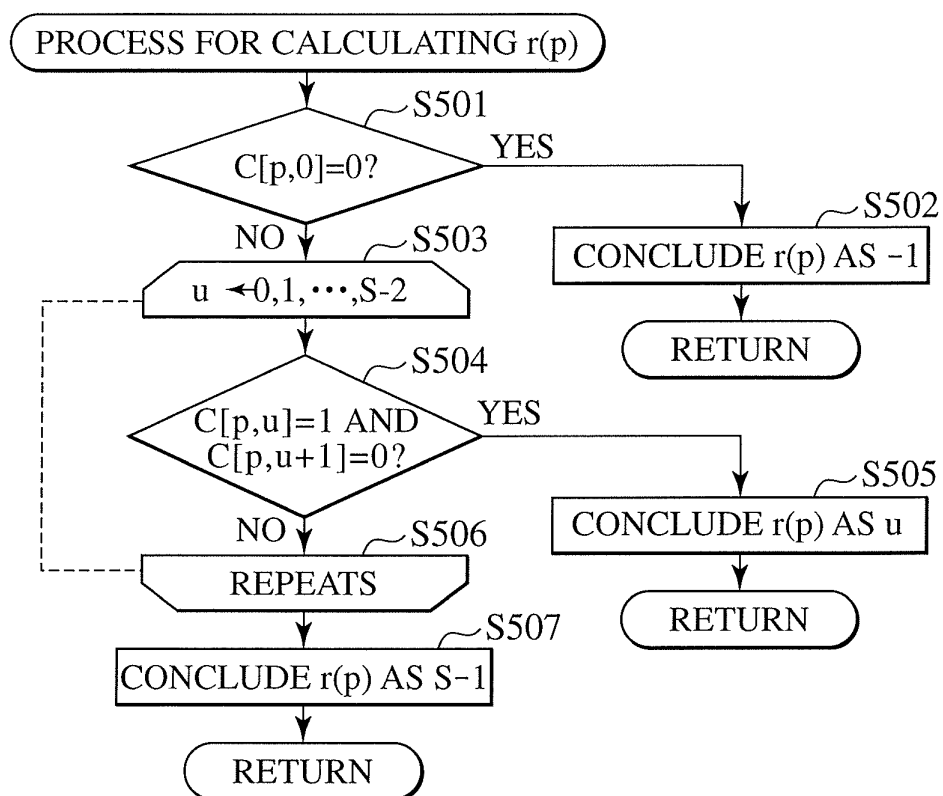 PROCESS FOR CALCULATING r(p)
S501
C[p,0]=0?
YES
NO
S502
CONCLUDE r(p) AS -1
RETURN
S503
u ←0,1,⋯,S-2
S504
C[p,u]=1 AND
C[p,u+1]=0?
YES
NO
S505
CONCLUDE r(p) AS u
RETURN
S506
REPEATS
S507
CONCLUDE r(p) AS S-1
RETURN